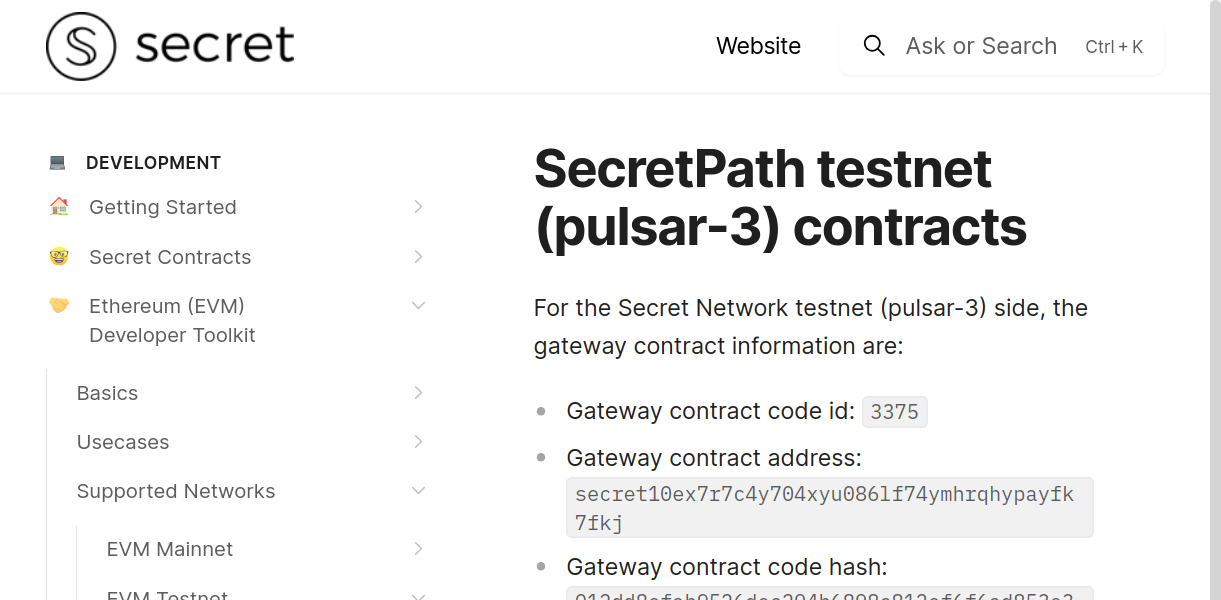 secret
Website
Ask or Search
Ctrl + K
DEVELOPMENT
Getting Started
Secret Contracts
Ethereum (EVM)
Developer Toolkit
Basics
Usecases
Supported Networks
EVM Mainnet
EVM Testnet
SecretPath testnet
(pulsar-3) contracts
For the Secret Network testnet (pulsar-3) side, the
gateway contract information are:
Gateway contract code id: 3375
Gateway contract address:
secret10ex7r7c4y704xyu086lf74ymhrqhypayfk
7fkj
Gateway contract code hash: